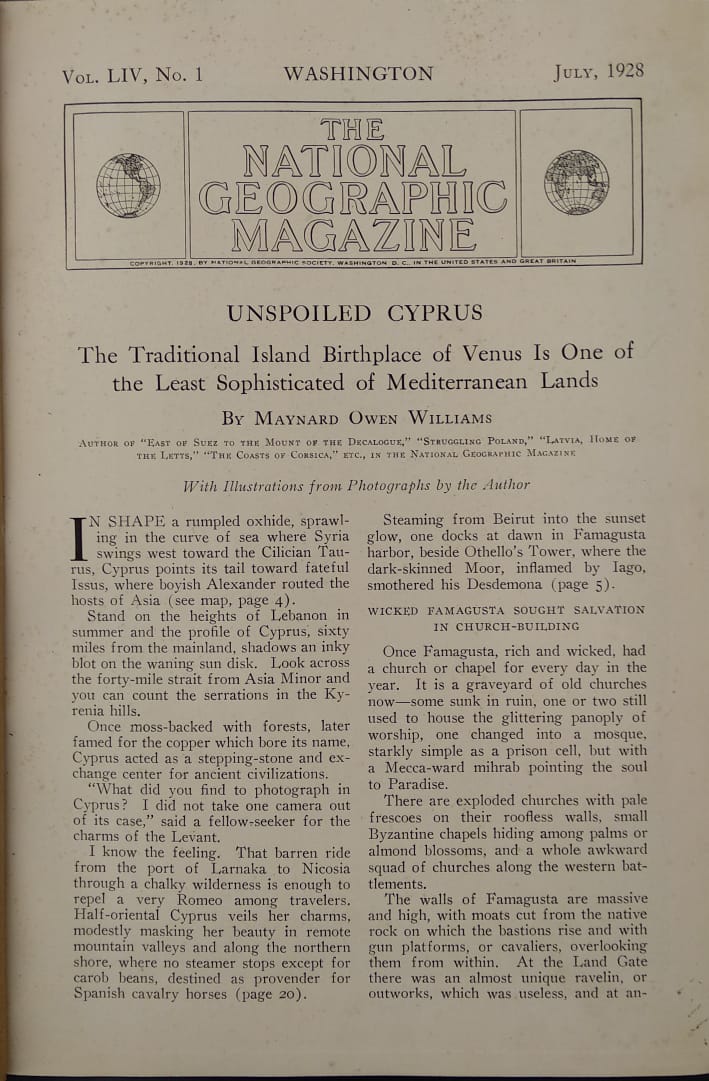 VOL. LIV, NO. 1 WASHINGTON JULY, 1928
THE
NATIONAL
GEOGRAPHIC
MAGAZINE
COPYRIGHT, 1928, BY NATIONAL GEOGRAPHIC SOCIETY, WASHINGTON D. C., IN THE UNITED STATES AND GREAT BRITAIN
UNSPOILED CYPRUS
The Traditional Island Birthplace of Venus Is One of
the Least Sophisticated of Mediterranean Lands
BY MAYNARD OWEN WILLIAMS
AUTHOR OF "EAST OF SUEZ TO THE MOUNT OF THE DECALOGUE," "STRUGGLING POLAND," "LATVIA, HOME OF
THE LETTS," "THE COASTS OF CORSICA," ETC., IN THE NATIONAL GEOGRAPHIC MAGAZINE
With Illustrations from Photographs by the Author
IN SHAPE a rumpled oxhide, sprawl-
ing in the curve of sea where Syria
swings west toward the Cilician Tau-
rus, Cyprus points its tail toward fateful
Issus, where boyish Alexander routed the
hosts of Asia (see map, page 4).
Stand on the heights of Lebanon in
summer and the profile of Cyprus, sixty
miles from the mainland, shadows an inky
blot on the waning sun disk. Look across
the forty-mile strait from Asia Minor and
you can count the serrations in the Ky-
renia hills.
Once moss-backed with forests, later
famed for the copper which bore its name,
Cyprus acted as a stepping-stone and ex-
change center for ancient civilizations.
"What did you find to photograph in
Cyprus? I did not take one camera out
of its case," said a fellow-seeker for the
charms of the Levant.
I know the feeling. That barren ride
from the port of Larnaka to Nicosia
through a chalky wilderness is enough to
repel a very Romeo among travelers.
Half-oriental Cyprus veils her charms,
modestly masking her beauty in remote
mountain valleys and along the northern
shore, where no steamer stops except for
carob beans, destined as provender for
Spanish cavalry horses (page 20).
Steaming from Beirut into the sunset
glow, one docks at dawn in Famagusta
harbor, beside Othello's Tower, where the
dark-skinned Moor, inflamed by Iago,
smothered his Desdemona (page 5).
WICKED FAMAGUSTA SOUGHT SALVATION
IN CHURCH-BUILDING
Once Famagusta, rich and wicked, had
a church or chapel for every day in the
year. It is a graveyard of old churches
now—some sunk in ruin, one or two still
used to house the glittering panoply of
worship, one changed into a mosque,
starkly simple as a prison cell, but with
a Mecca-ward mihrab pointing the soul
to Paradise.
There are exploded churches with pale
frescoes on their roofless walls, small
Byzantine chapels hiding among palms or
almond blossoms, and a whole awkward
squad of churches along the western bat-
tlements.
The walls of Famagusta are massive
and high, with moats cut from the native
rock on which the bastions rise and with
gun platforms, or cavaliers, overlooking
them from within. At the Land Gate
there was an almost unique ravelin, or
outworks, which was useless, and at an-